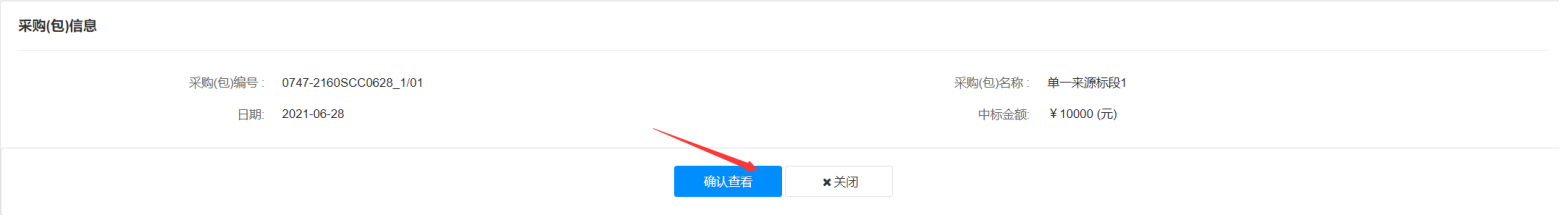 采购(包)信息
采购(包)编号 : 0747-2160SCC0628_1/01 采购(包)名称 : 单一来源标段1
日期: 2021-06-28 中标金额: ￥10000 (元)
确认查看 ✖关闭